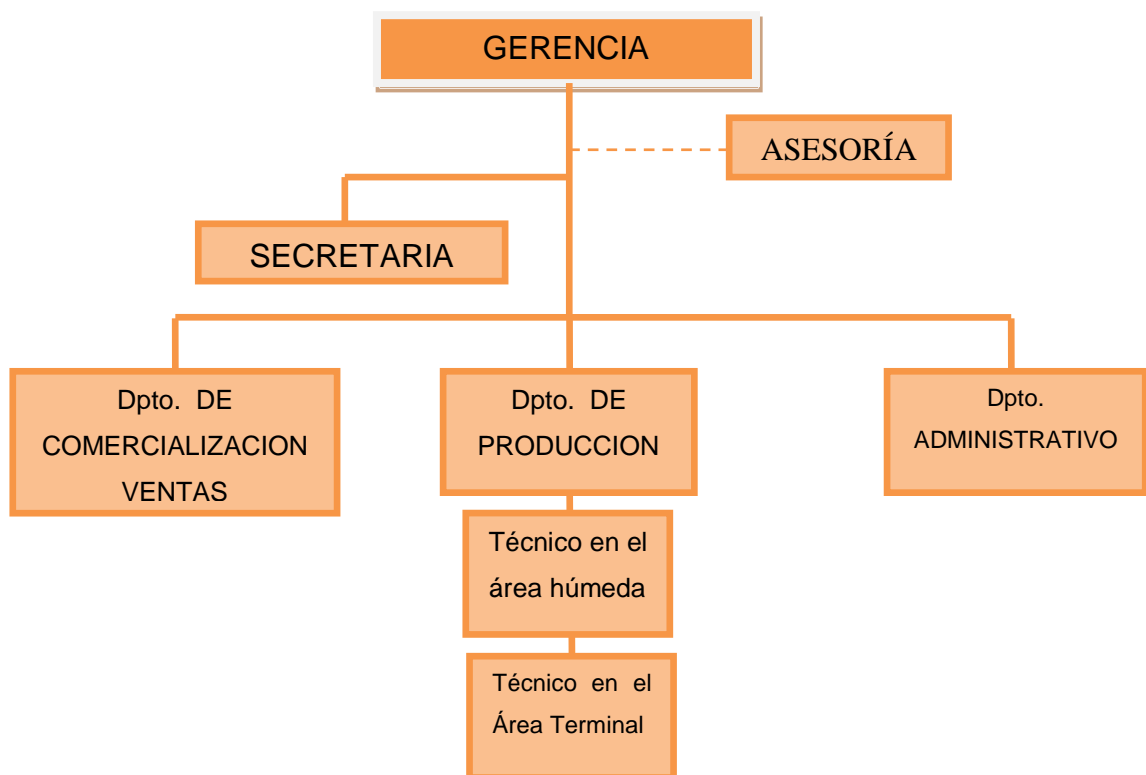 GERENCIA
ASESORÍA
SECRETARIA
Dpto. DE
COMERCIALIZACION
VENTAS
Dpto. DE
PRODUCCION
Dpto.
ADMINISTRATIVO
Técnico en el
área húmeda
Técnico en el
Área Terminal